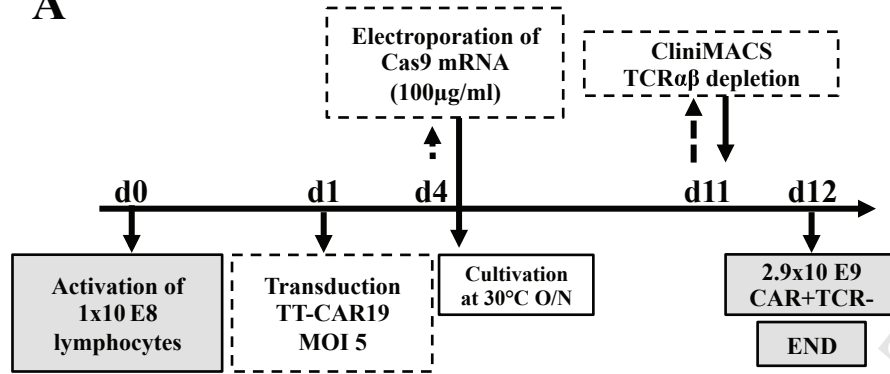 A
Electroporation of
Cas9 mRNA
(100µg/ml)
CliniMACS
TCRαβ depletion
d0
d1
d4
d11
d12
Activation of
1x10 E8
lymphocytes
Transduction
TT-CAR19
MOI 5
Cultivation
at 30°C O/N
2.9x10 E9
CAR+TCR-
END